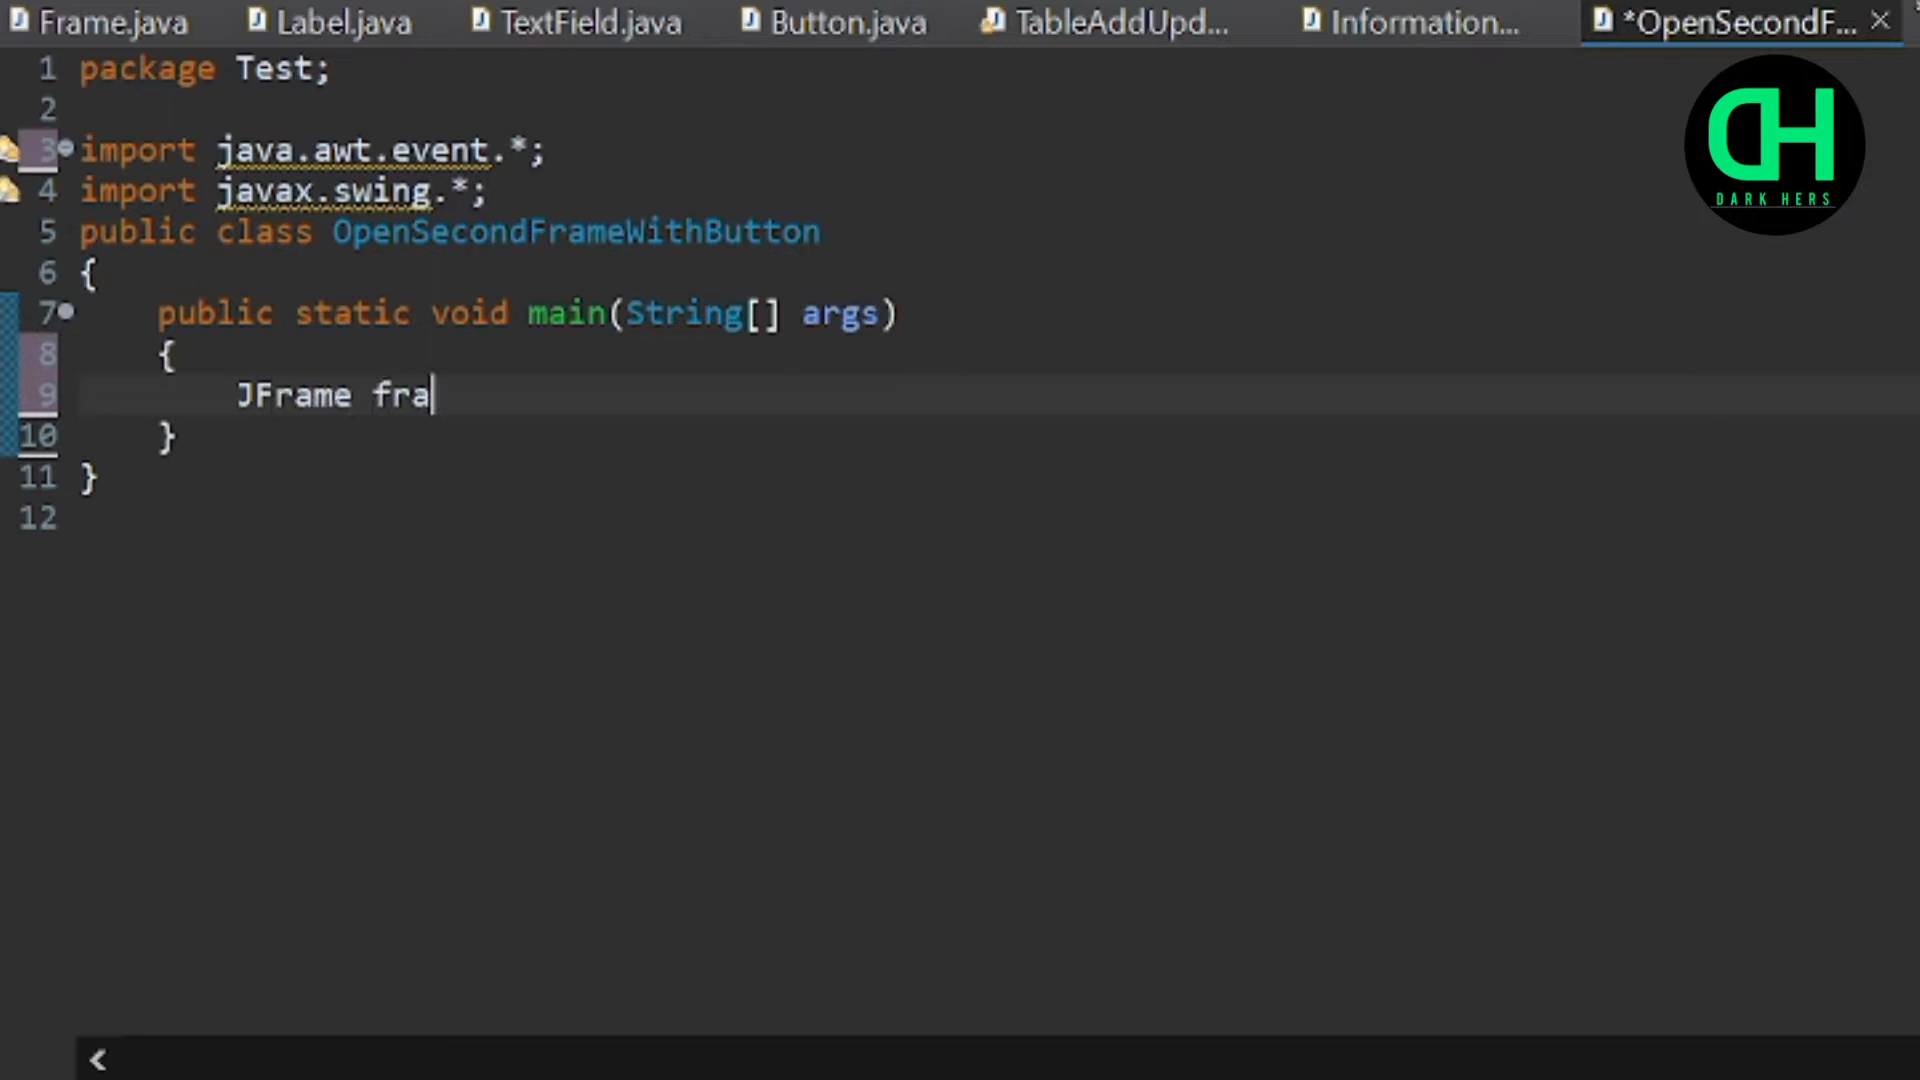 Frame.java Label.java TextField.java Button.java TableAddUpd... Information... *OpenSecondF...
1 package Test;
2
3 import java.awt.event.*;
4 import javax.swing.*;
5 public class OpenSecondFrameWithButton
6 {
7 public static void main(String[] args)
8 {
9 JFrame fra
10 }
11 }
12
DH
DARK HERS